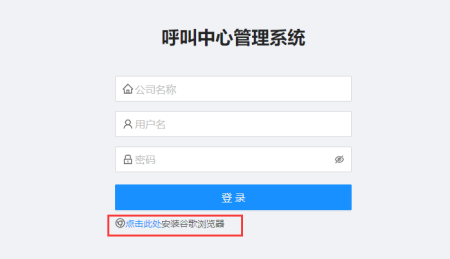 呼叫中心管理系统
公司名称
用户名
密码
登 录
点击此处安装谷歌浏览器